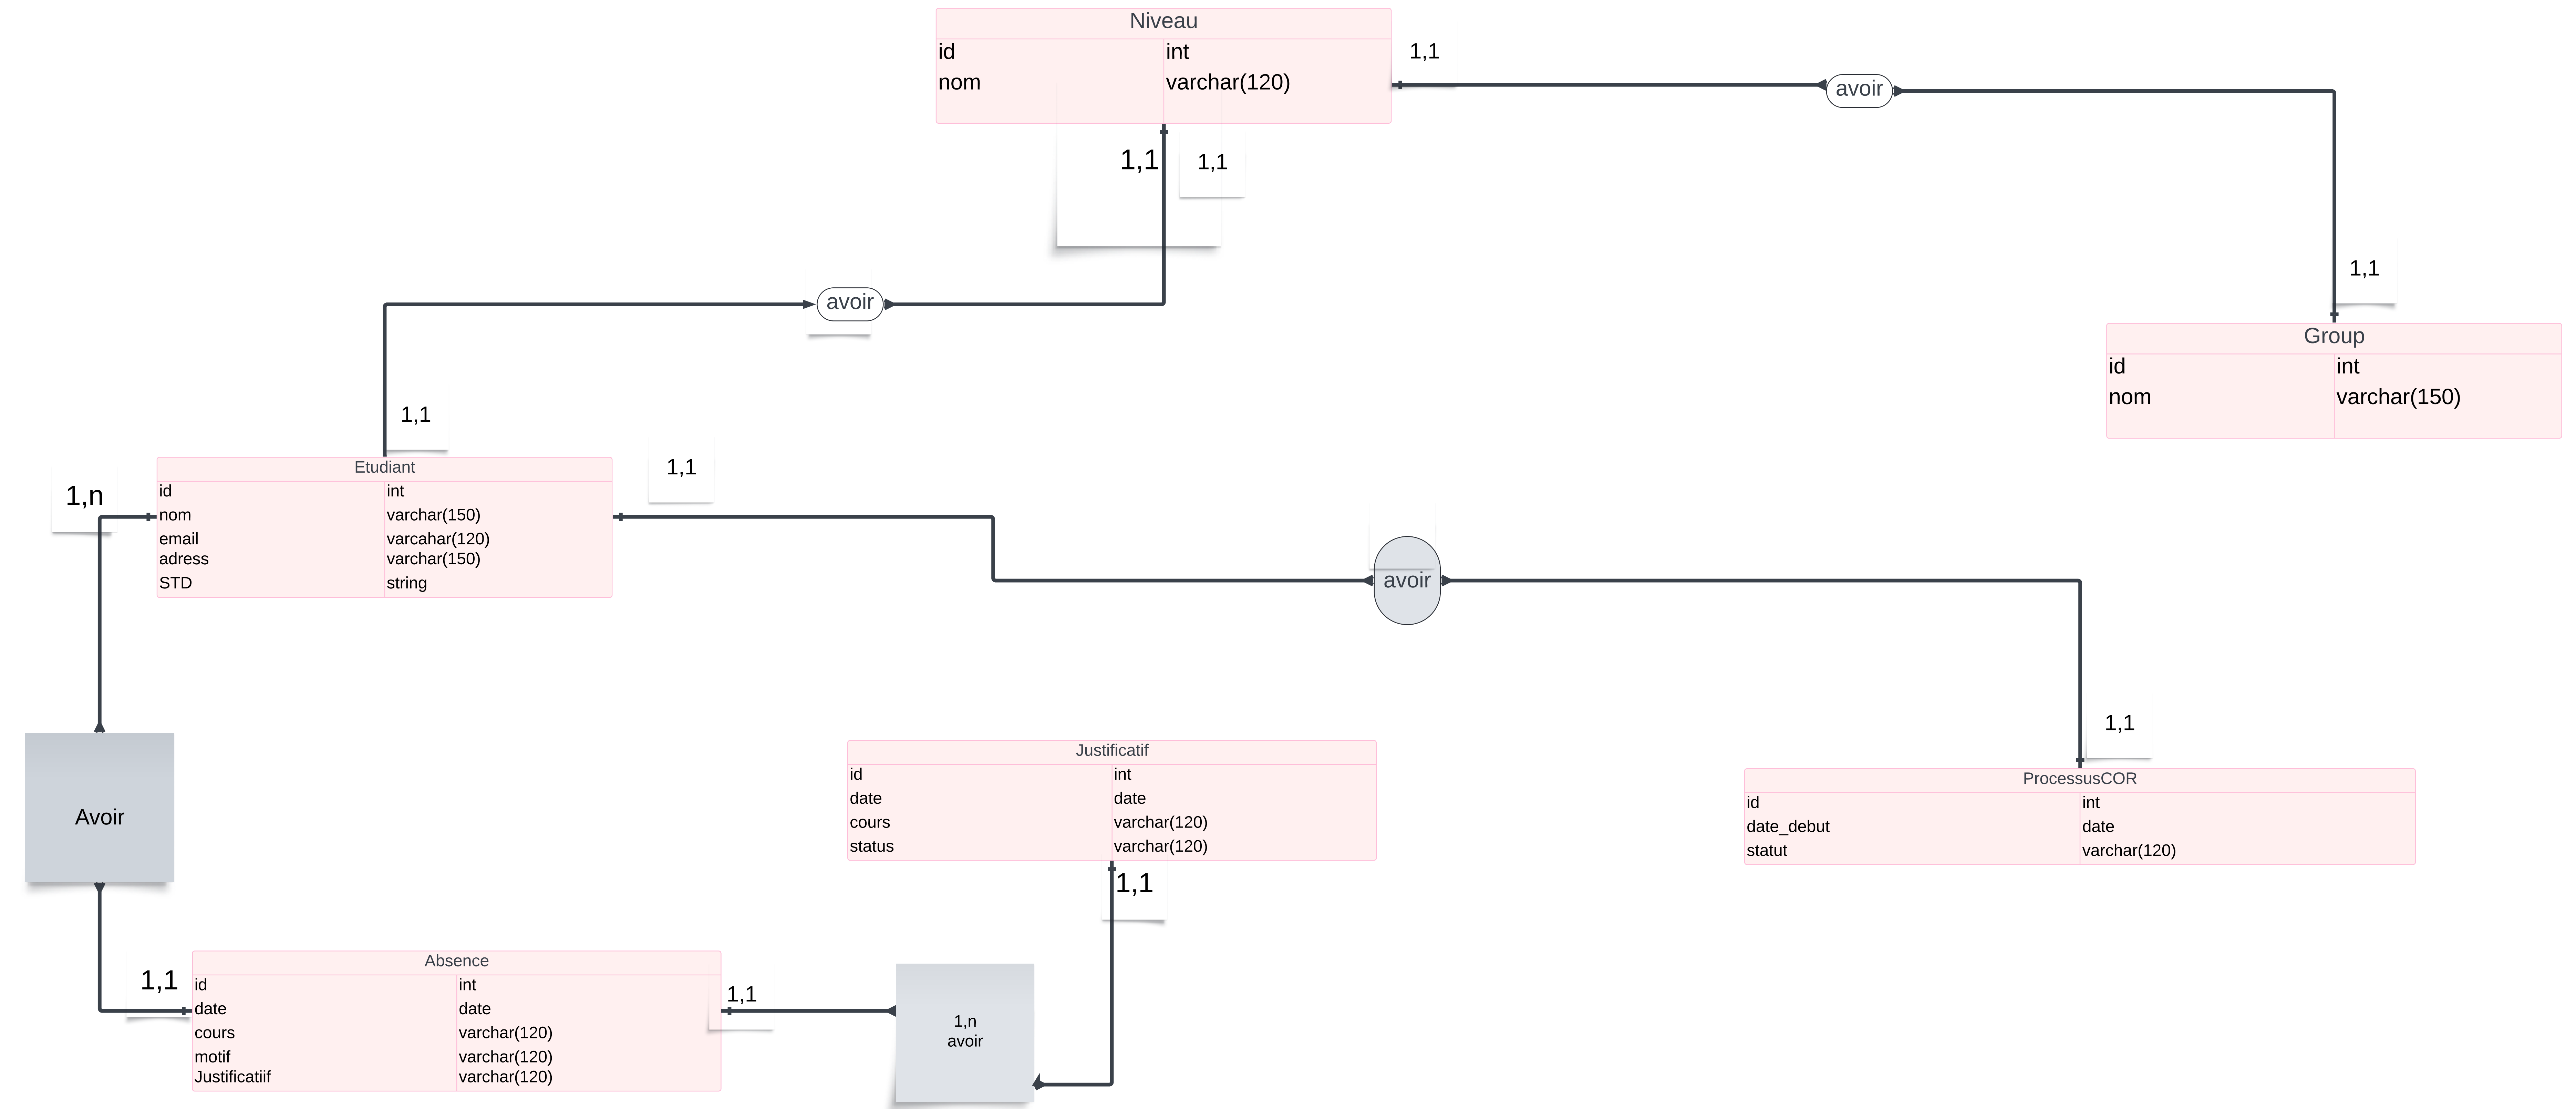 Niveau
id int
nom varchar(120)
1,1
avoir
1,1
1,1
1,1
avoir
Group
id int
nom varchar(150)
1,1
1,1
1,n
Etudiant
id int
nom varchar(150)
email varcahar(120)
adress varchar(150)
STD string
avoir
1,1
Avoir
Justificatif
id int
date date
cours varchar(120)
status varchar(120)
1,1
ProcessusCOR
id int
date_debut date
statut varchar(120)
1,1
Absence
id int
date date
cours varchar(120)
motif varchar(120)
Justificatiif varchar(120)
1,1
1,n
avoir